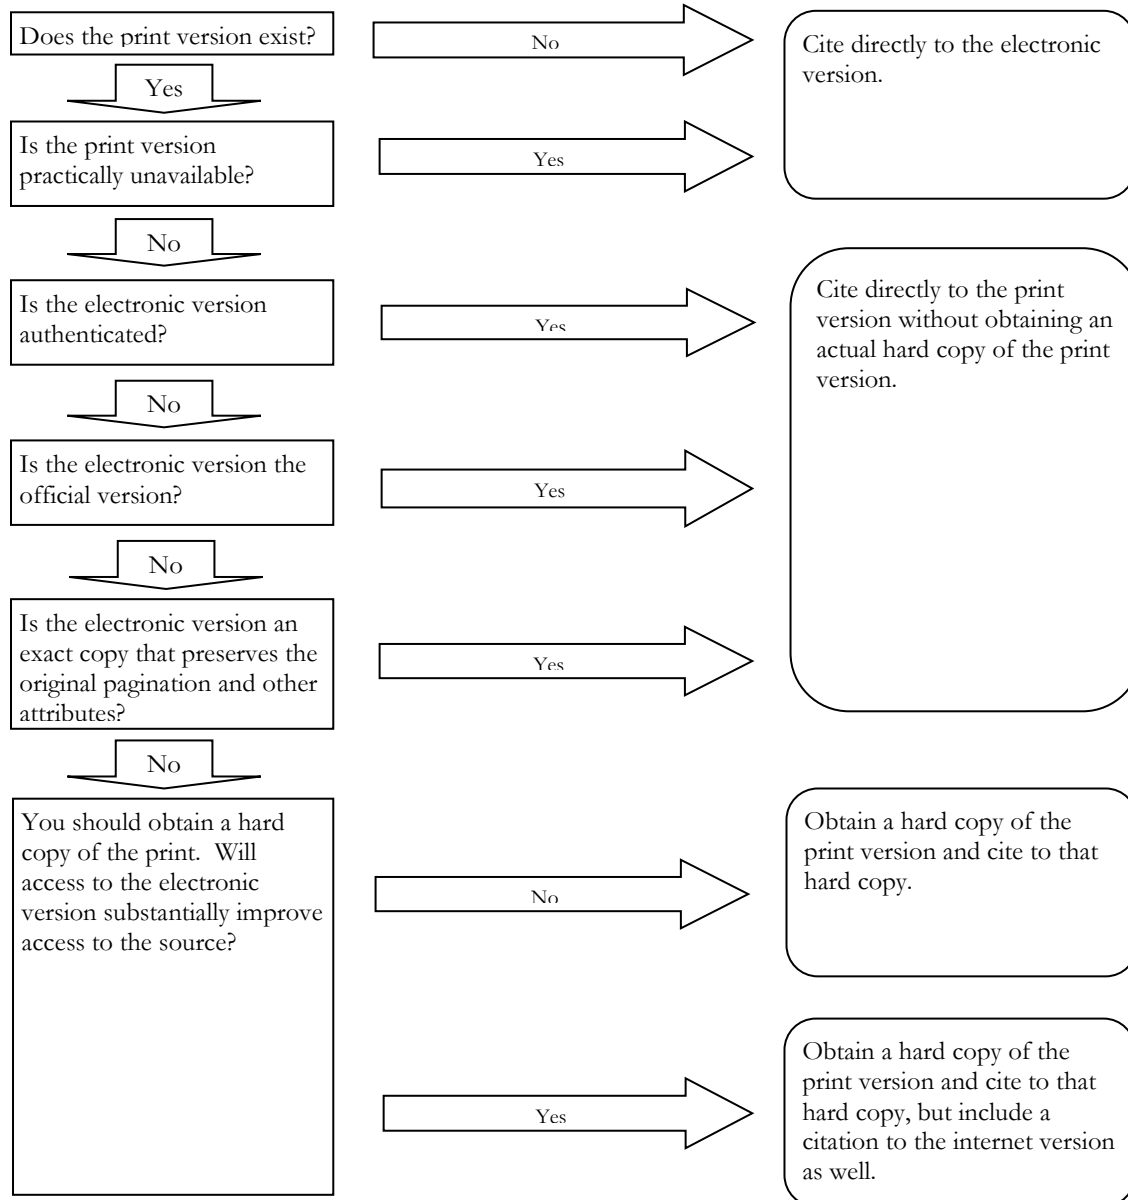 Does the print version exist?
No
Cite directly to the electronic
version.
Yes
Is the print version
practically unavailable?
Yes
No
Is the electronic version
authenticated?
Yes
Cite directly to the print
version without obtaining an
actual hard copy of the print
version.
No
Is the electronic version the
official version?
Yes
No
Is the electronic version an
exact copy that preserves the
original pagination and other
attributes?
Yes
No
You should obtain a hard
copy of the print. Will
access to the electronic
version substantially improve
access to the source?
No
Obtain a hard copy of the
print version and cite to that
hard copy.
Yes
Obtain a hard copy of the
print version and cite to that
hard copy, but include a
citation to the internet version
as well.